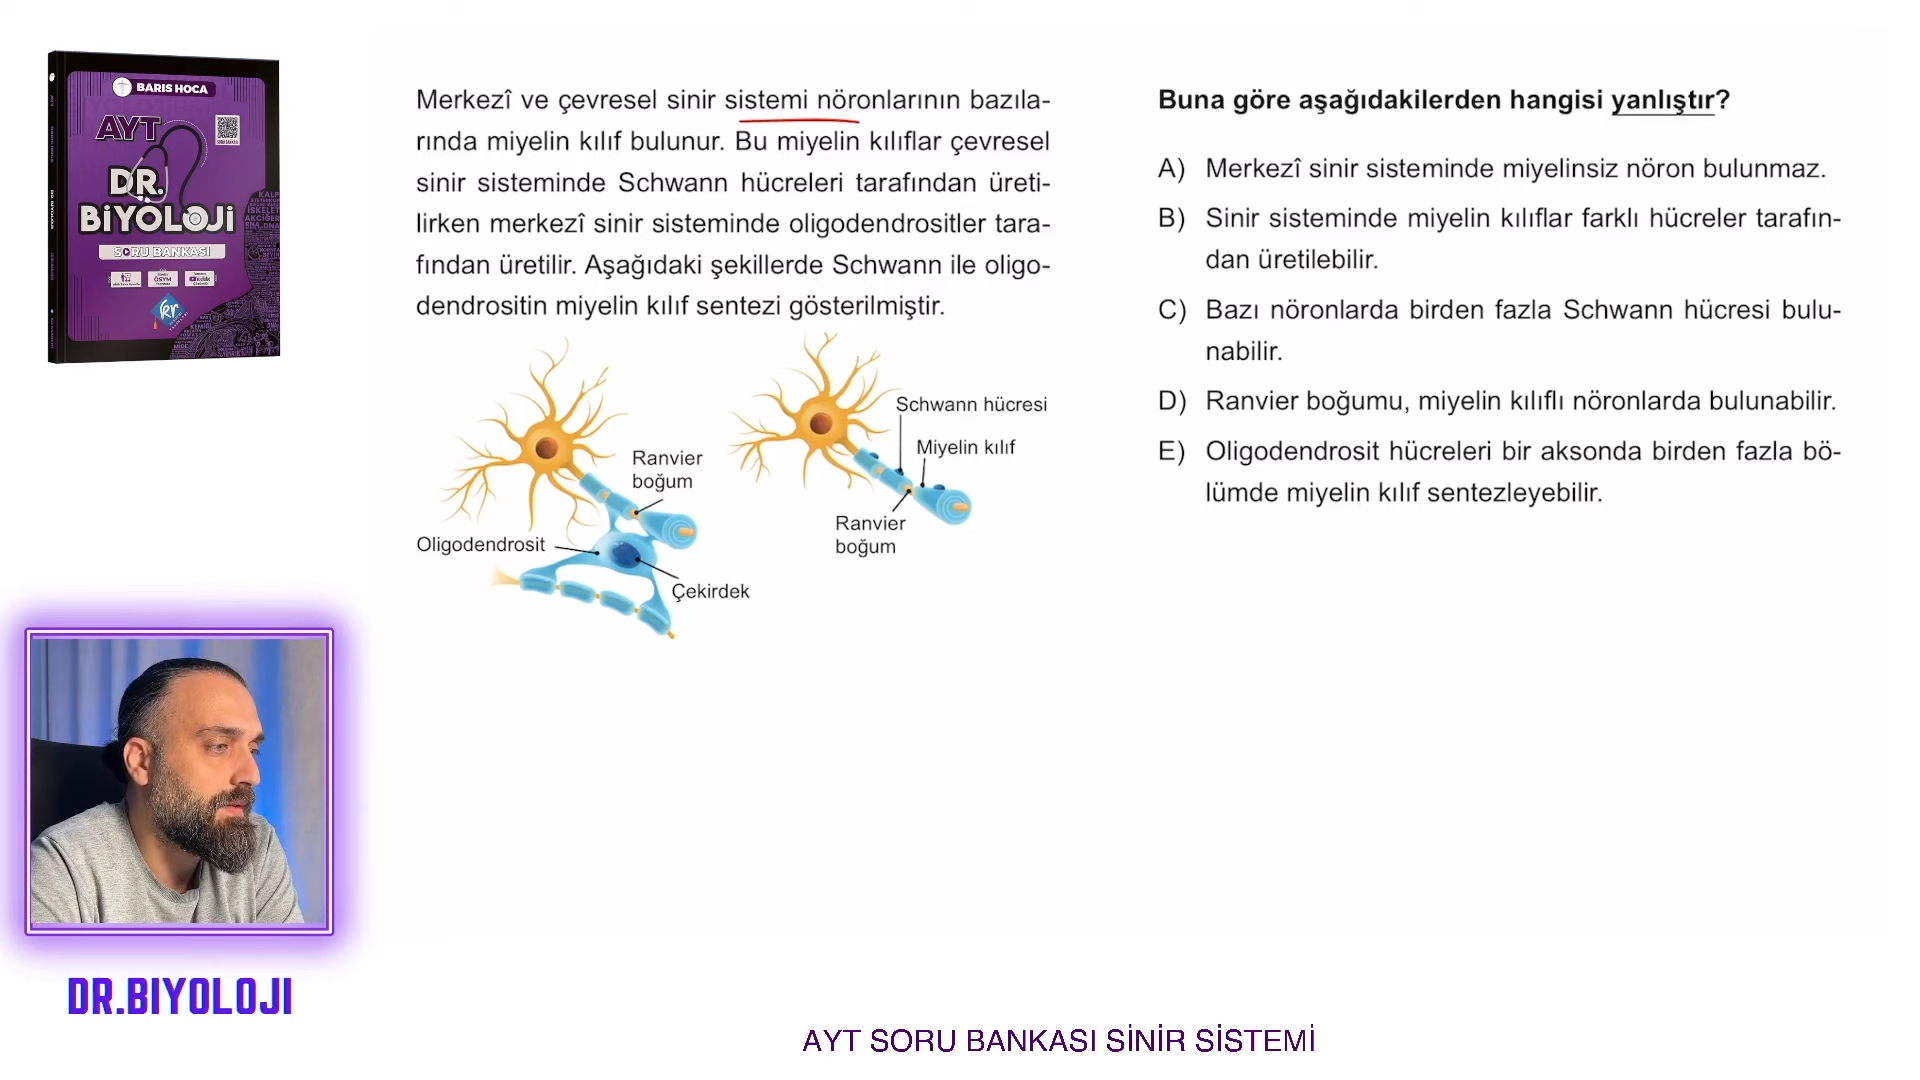 BARIS HOCA
AYT
DR.
BİYOLOJİ
SORU BANKASI
Merkezî ve çevresel sinir sistemi nöronlarının bazıla-
rında miyelin kılıf bulunur. Bu miyelin kılıflar çevresel
sinir sisteminde Schwann hücreleri tarafından üreti-
lirken merkezî sinir sisteminde oligodendrositler tara-
fından üretilir. Aşağıdaki şekillerde Schwann ile oligo-
dendrositin miyelin kılıf sentezi gösterilmiştir.
Ranvier
boğum
Oligodendrosit
Çekirdek
Schwann hücresi
Miyelin kılıf
Ranvier
boğum
Buna göre aşağıdakilerden hangisi yanlıştır?
A) Merkezî sinir sisteminde miyelinsiz nöron bulunmaz.
B) Sinir sisteminde miyelin kılıflar farklı hücreler tarafın-
dan üretilebilir.
C) Bazı nöronlarda birden fazla Schwann hücresi bulu-
nabilir.
D) Ranvier boğumu, miyelin kılıflı nöronlarda bulunabilir.
E) Oligodendrosit hücreleri bir aksonda birden fazla bö-
lümde miyelin kılıf sentezleyebilir.
DR.BIYOLOJI
AYT SORU BANKASI SİNİR SİSTEMİ